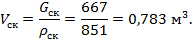 V_ск = G_ск / ρ_ск = 667 / 851 = 0,783 м³.